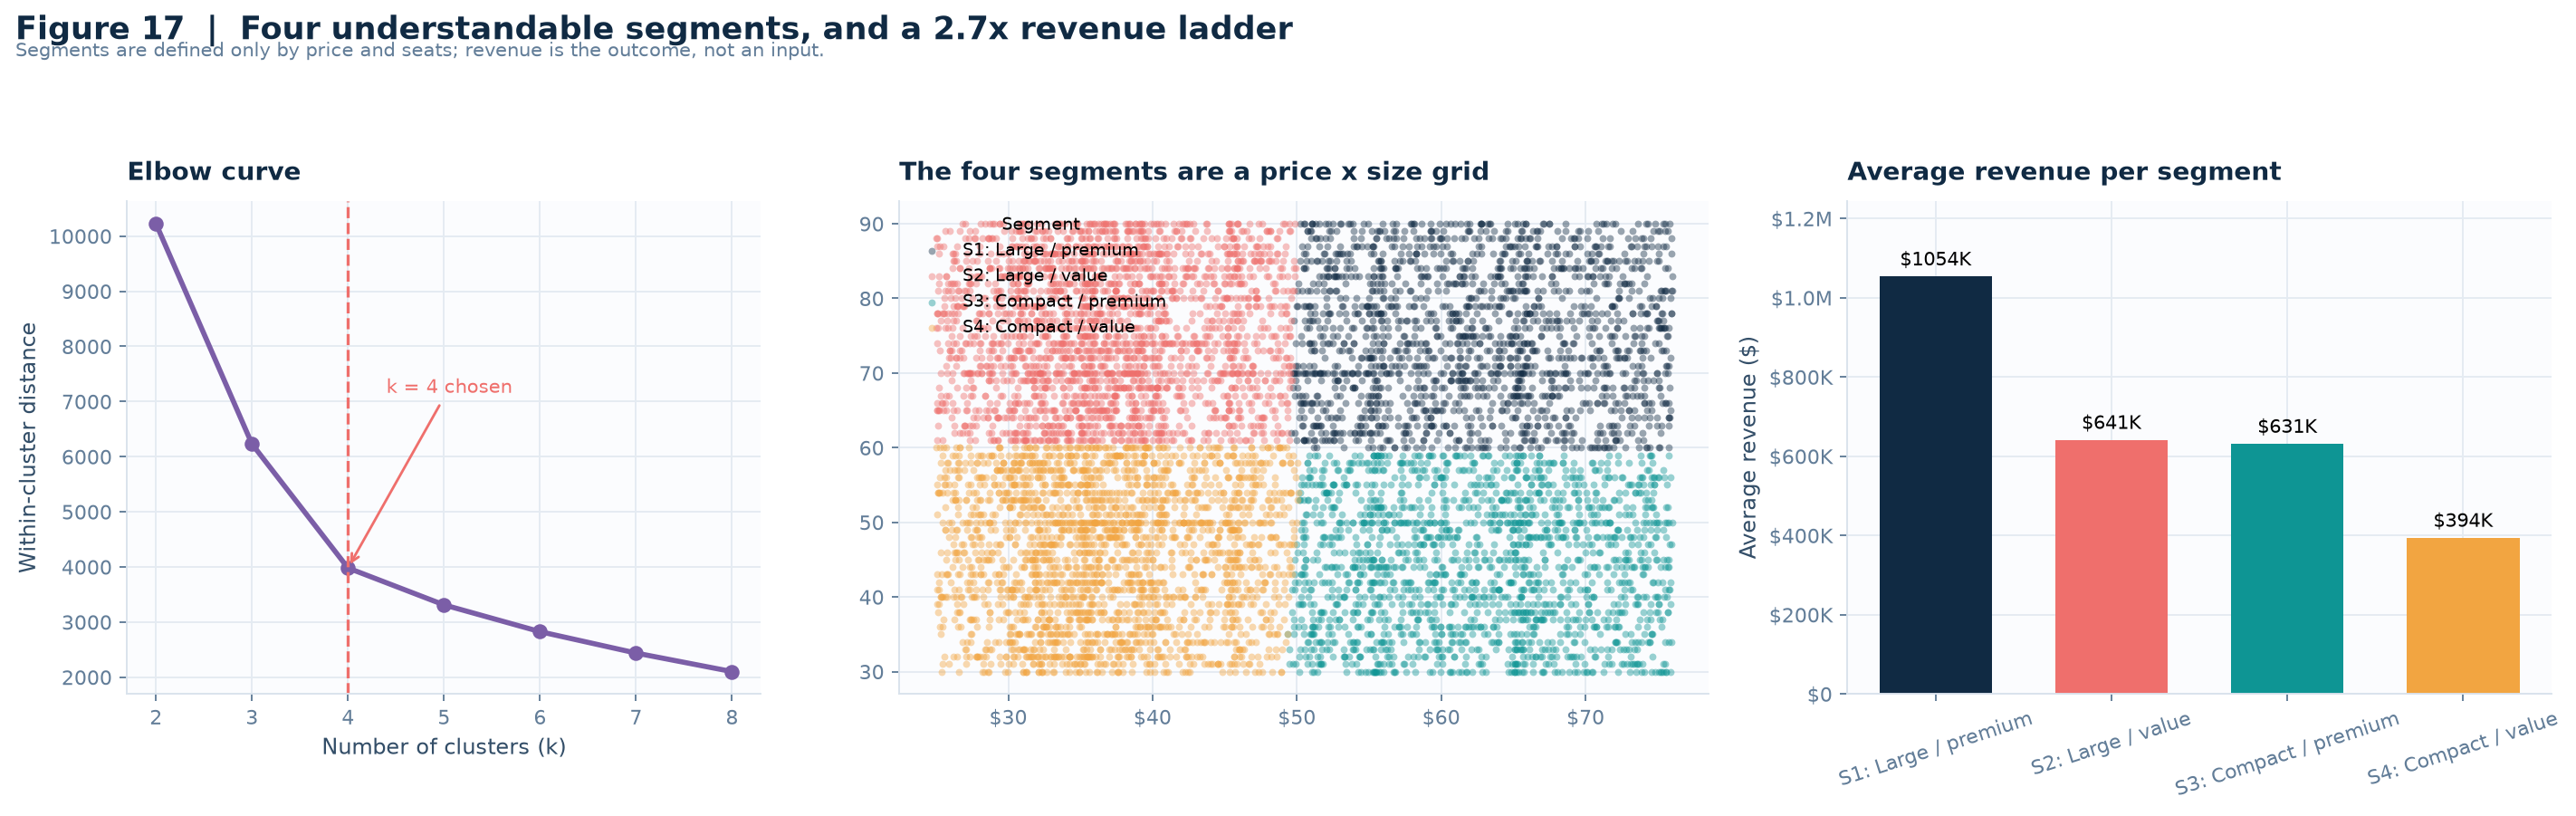 Figure 17 | Four understandable segments, and a 2.7x revenue ladder
Segments are defined only by price and seats; revenue is the outcome, not an input.
Elbow curve
Within-cluster distance
10000
9000
8000
7000
6000
5000
4000
3000
2000
k = 4 chosen
2 3 4 5 6 7 8
Number of clusters (k)
The four segments are a price x size grid
90
80
70
60
50
40
30
Segment
S1: Large / premium
S2: Large / value
S3: Compact / premium
S4: Compact / value
$30 $40 $50 $60 $70
Average revenue per segment
Average revenue ($)
$1.2M
$1.0M
$800K
$600K
$400K
$200K
$0
$1054K
$641K
$631K
$394K
S1: Large / premium
S2: Large / value
S3: Compact / premium
S4: Compact / value